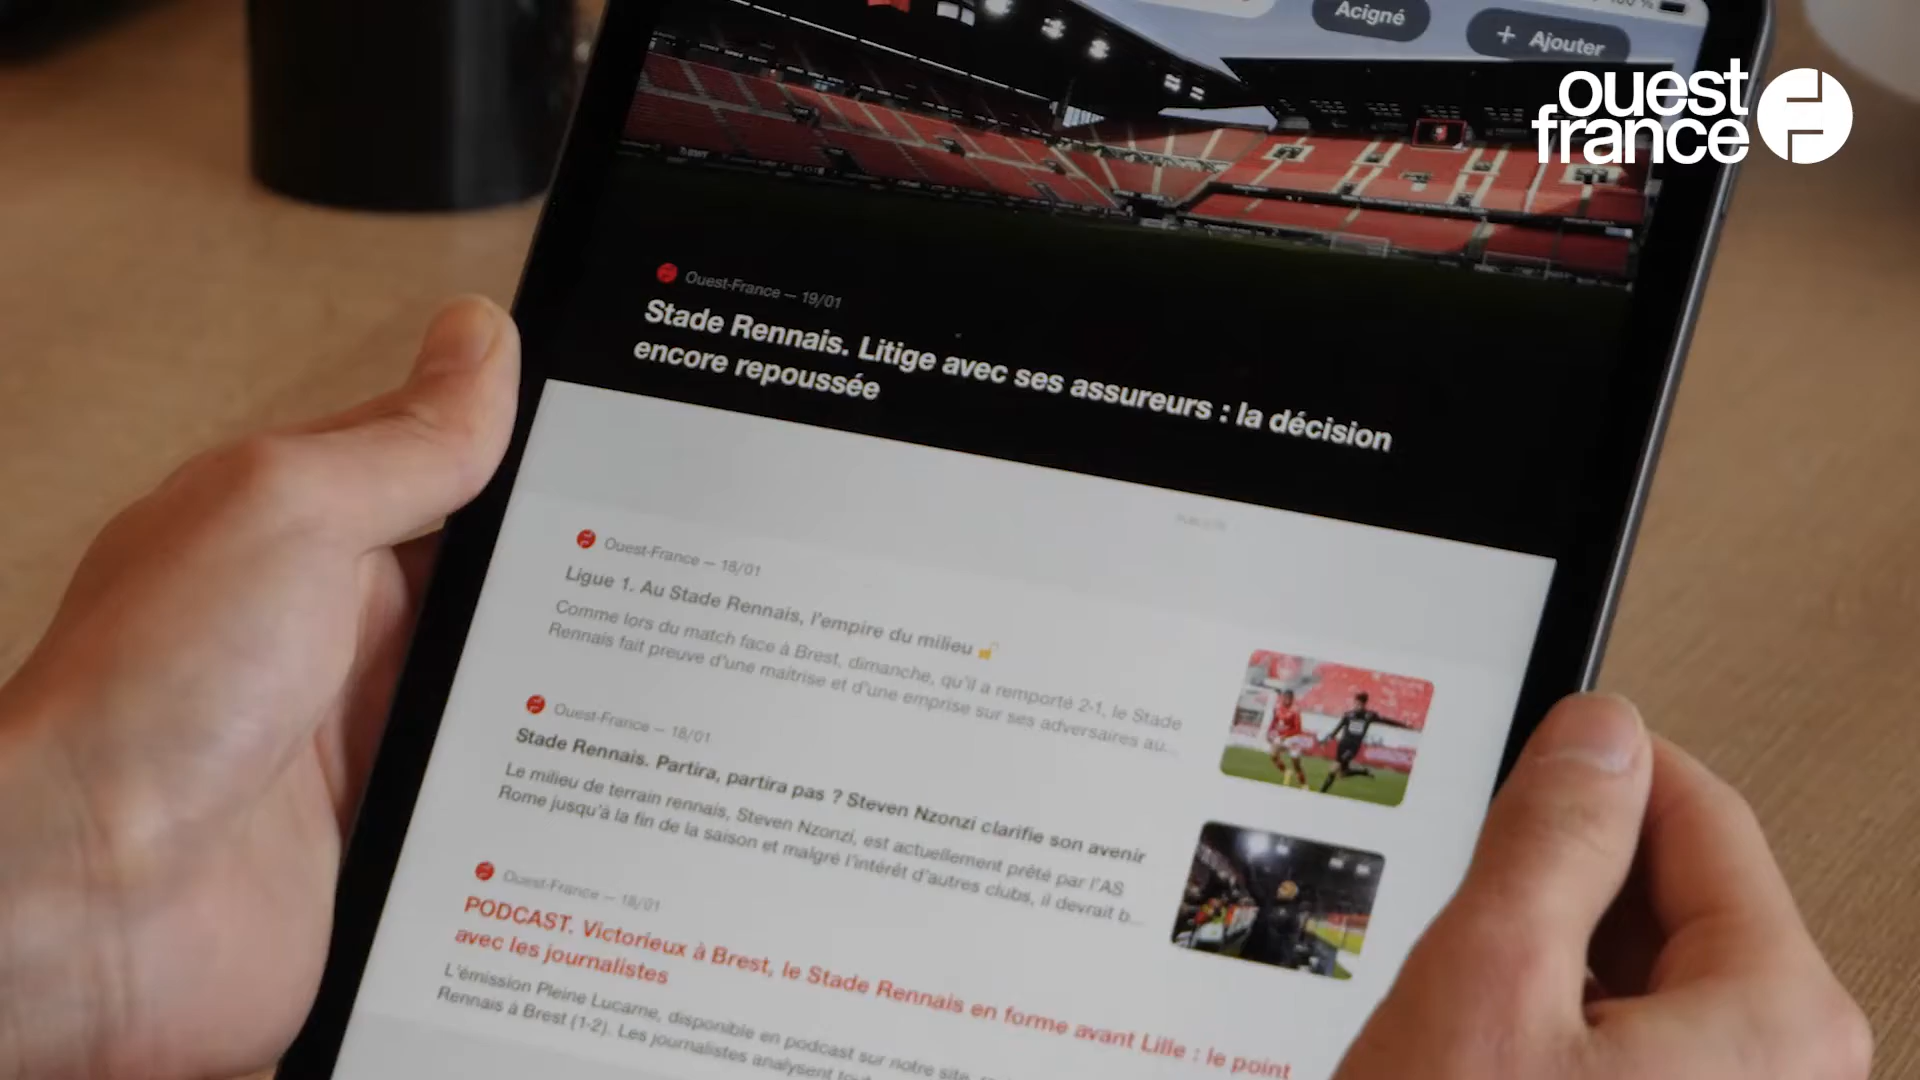 100 %
Acigné
+ Ajouter
ouest
france
Ouest-France — 19/01
Stade Rennais. Litige avec ses assureurs : la décision
encore repoussée
PUBLICITÉ
Ouest-France — 18/01
Ligue 1. Au Stade Rennais, l'empire du milieu
Comme lors du match face à Brest, dimanche, qu'il a remporté 2-1, le Stade
Rennais fait preuve d'une maîtrise et d'une emprise sur ses adversaires au...
Ouest-France — 18/01
Stade Rennais. Partira, partira pas ? Steven Nzonzi clarifie son avenir
Le milieu de terrain rennais, Steven Nzonzi, est actuellement prêté par l'AS
Rome jusqu'à la fin de la saison et malgré l'intérêt d'autres clubs, il devrait b...
Ouest-France — 18/01
PODCAST. Victorieux à Brest, le Stade Rennais en forme avant Lille : le point
avec les journalistes
L'émission Pleine Lucarne, disponible en podcast sur notre site,
Rennais à Brest (1-2). Les journalistes analysent